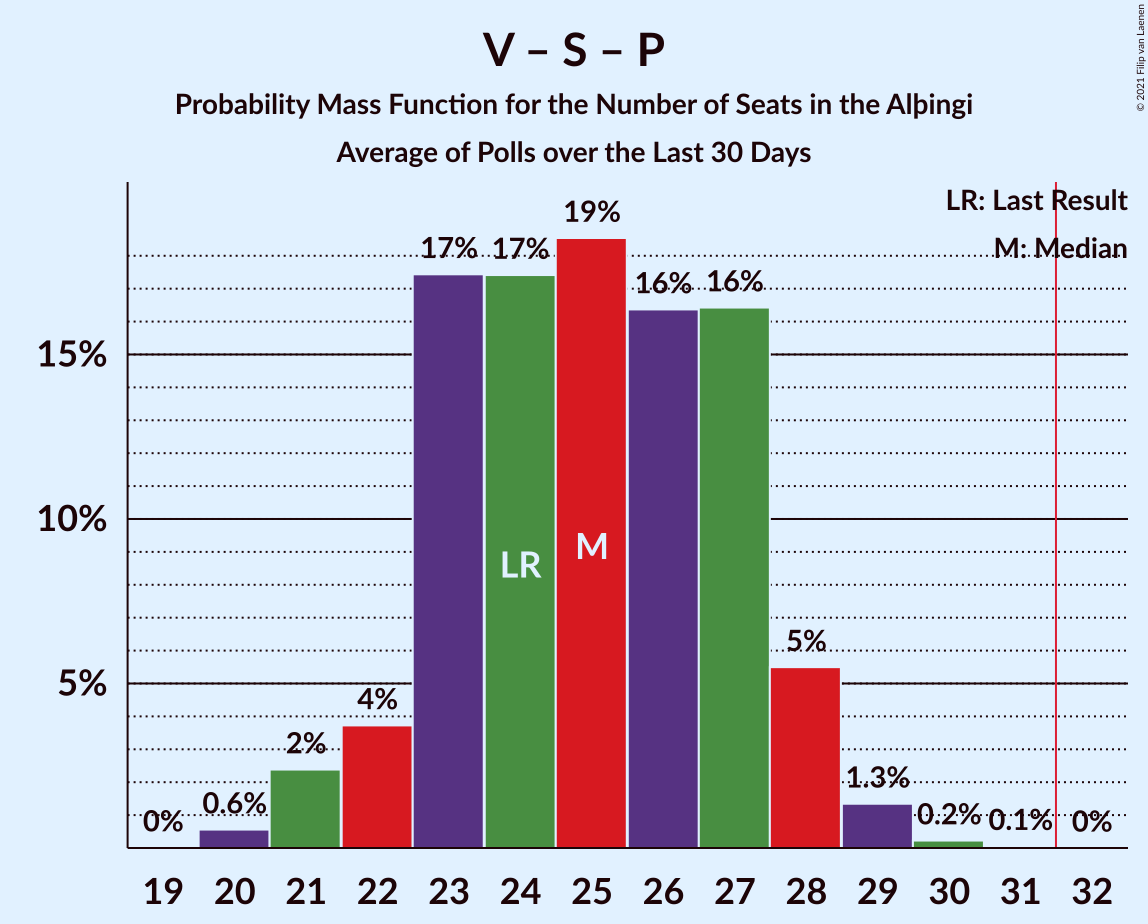 V – S – P
Probability Mass Function for the Number of Seats in the Alþingi
Average of Polls over the Last 30 Days
© 2021 Filip van Laenen
LR: Last Result
M: Median
19%
17% 17%
16% 16%
15%
10%
LR M
5%
5%
4%
2%
1.3%
0% 0.6% 0.2% 0.1% 0%
19 20 21 22 23 24 25 26 27 28 29 30 31 32